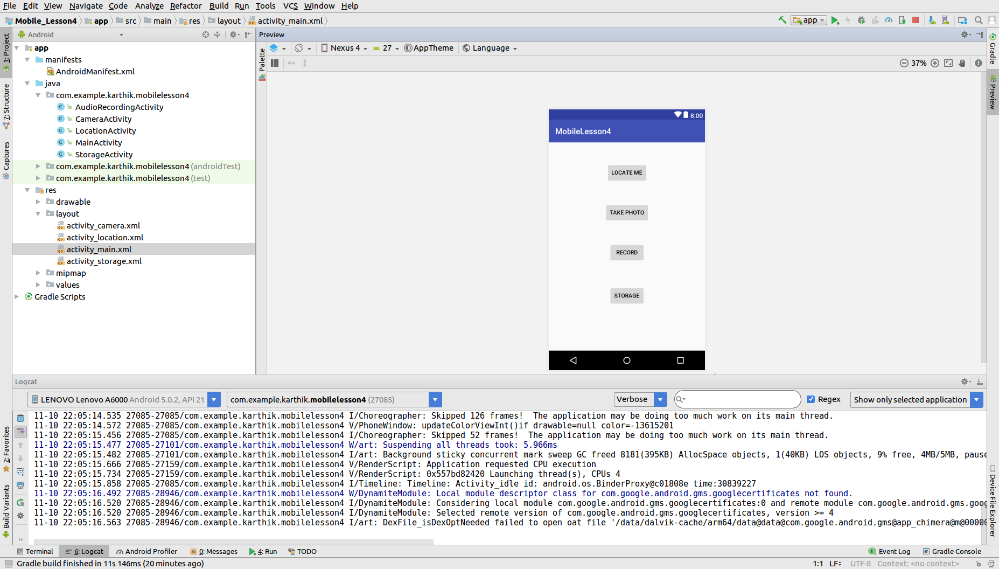 File Edit View Navigate Code Analyze Refactor Build Run Tools VCS Window Help
Mobile_Lesson4 app src main res layout activity_main.xml app
1: Project
7: Structure
Captures
2: Favorites
Build Variants
Android
app
manifests
AndroidManifest.xml
java
com.example.karthik.mobilelesson4
AudioRecordingActivity
CameraActivity
LocationActivity
MainActivity
StorageActivity
com.example.karthik.mobilelesson4 (androidTest)
com.example.karthik.mobilelesson4 (test)
res
drawable
layout
activity_camera.xml
activity_location.xml
activity_main.xml
activity_storage.xml
mipmap
values
Gradle Scripts
Preview
Palette
Nexus 4 27 AppTheme Language
37%
8:00
MobileLesson4
LOCATE ME
TAKE PHOTO
RECORD
STORAGE
Gradle
Preview
Device File Explorer
Logcat
LENOVO Lenovo A6000 Android 5.0.2, API 21 com.example.karthik.mobilelesson4 (27085) Verbose Regex Show only selected application
11-10 22:05:14.535 27085-27085/com.example.karthik.mobilelesson4 I/Choreographer: Skipped 126 frames!  The application may be doing too much work on its main thread.
11-10 22:05:14.572 27085-27085/com.example.karthik.mobilelesson4 V/PhoneWindow: updateColorViewInt()if drawable=null color=-13615201
11-10 22:05:15.456 27085-27085/com.example.karthik.mobilelesson4 I/Choreographer: Skipped 52 frames!  The application may be doing too much work on its main thread.
11-10 22:05:15.477 27085-27101/com.example.karthik.mobilelesson4 W/art: Suspending all threads took: 5.966ms
11-10 22:05:15.482 27085-27101/com.example.karthik.mobilelesson4 I/art: Background sticky concurrent mark sweep GC freed 8181(395KB) AllocSpace objects, 1(40KB) LOS objects, 9% free, 4MB/5MB, pause
11-10 22:05:15.666 27085-27159/com.example.karthik.mobilelesson4 V/RenderScript: Application requested CPU execution
11-10 22:05:15.734 27085-27159/com.example.karthik.mobilelesson4 V/RenderScript: 0x557bd82420 Launching thread(s), CPUs 4
11-10 22:05:15.858 27085-27085/com.example.karthik.mobilelesson4 I/Timeline: Timeline: Activity_idle id: android.os.BinderProxy@c01808e time:30839227
11-10 22:05:16.492 27085-28946/com.example.karthik.mobilelesson4 W/DynamiteModule: Local module descriptor class for com.google.android.gms.googlecertificates not found.
11-10 22:05:16.520 27085-28946/com.example.karthik.mobilelesson4 I/DynamiteModule: Considering local module com.google.android.gms.googlecertificates:0 and remote module com.google.android.gms.goog
11-10 22:05:16.520 27085-28946/com.example.karthik.mobilelesson4 I/DynamiteModule: Selected remote version of com.google.android.gms.googlecertificates, version >= 4
11-10 22:05:16.563 27085-28946/com.example.karthik.mobilelesson4 I/art: DexFile_isDexOptNeeded failed to open oat file '/data/dalvik-cache/arm64/data@data@com.google.android.gms@app_chimera@m@00000
Terminal 6: Logcat Android Profiler 0: Messages 4: Run TODO 1 Event Log Gradle Console
Gradle build finished in 11s 146ms (20 minutes ago) 1:1 LF UTF-8 Context: <no context>